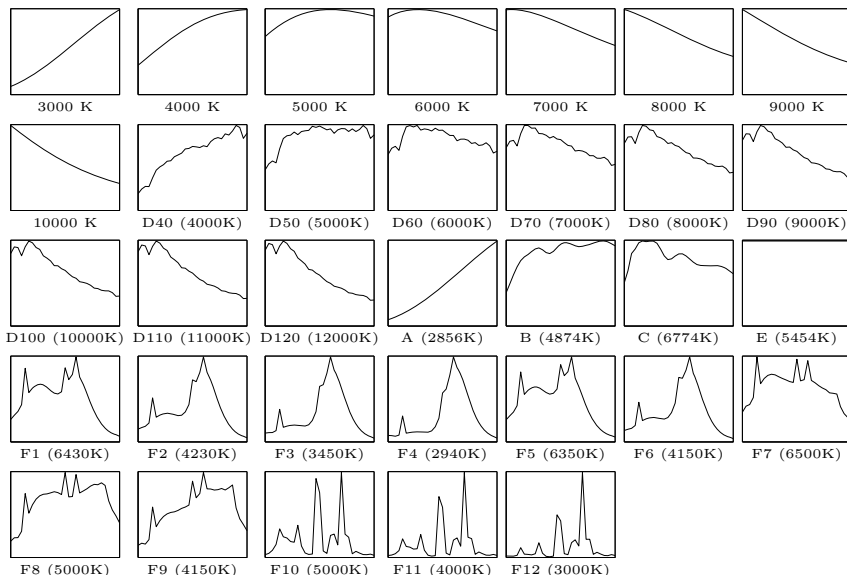 3000 K 4000 K 5000 K 6000 K 7000 K 8000 K 9000 K
10000 K D40 (4000K) D50 (5000K) D60 (6000K) D70 (7000K) D80 (8000K) D90 (9000K)
D100 (10000K) D110 (11000K) D120 (12000K) A (2856K) B (4874K) C (6774K) E (5454K)
F1 (6430K) F2 (4230K) F3 (3450K) F4 (2940K) F5 (6350K) F6 (4150K) F7 (6500K)
F8 (5000K) F9 (4150K) F10 (5000K) F11 (4000K) F12 (3000K)